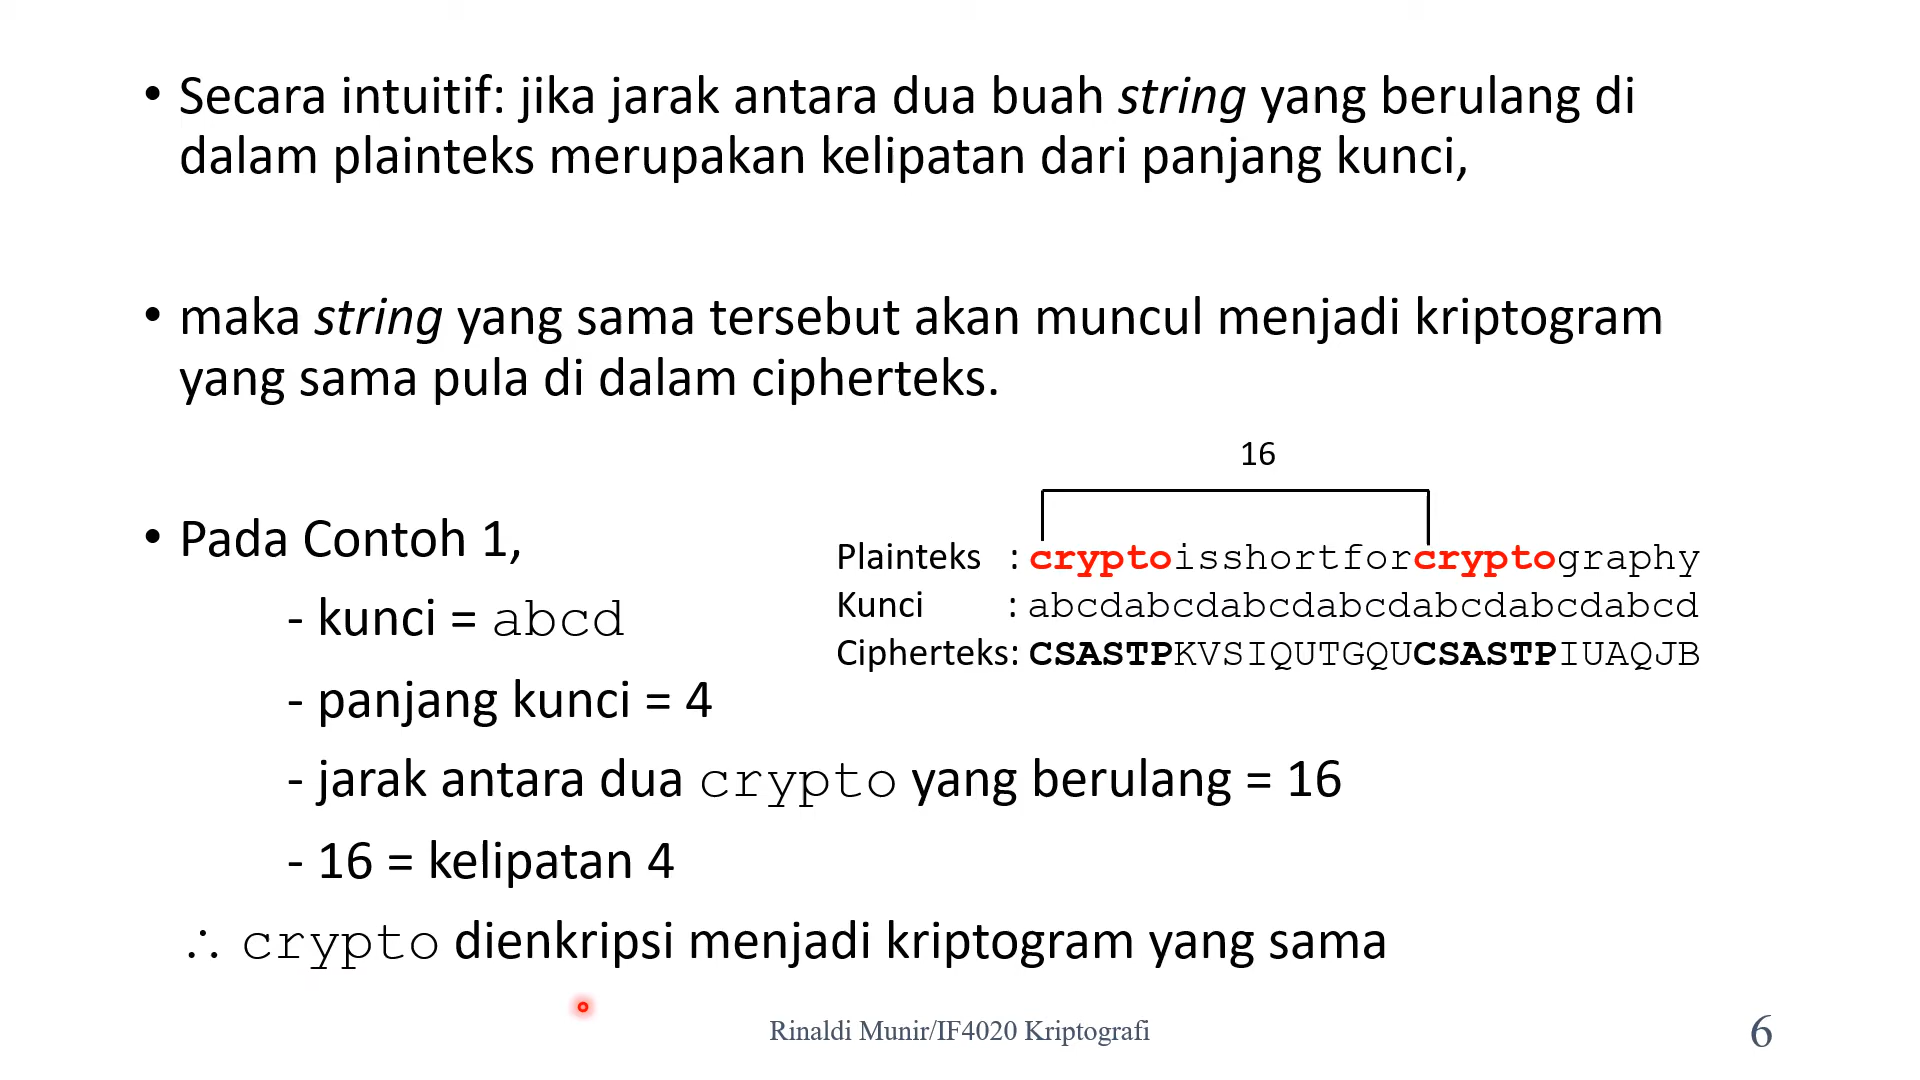 • Secara intuitif: jika jarak antara dua buah string yang berulang di
dalam plainteks merupakan kelipatan dari panjang kunci,
• maka string yang sama tersebut akan muncul menjadi kriptogram
yang sama pula di dalam cipherteks.
• Pada Contoh 1,
- kunci = abcd
- panjang kunci = 4
- jarak antara dua crypto yang berulang = 16
- 16 = kelipatan 4
∴ crypto dienkripsi menjadi kriptogram yang sama
16
Plainteks : cryptoisshortforcryptography
Kunci : abcdabcdabcdabcdabcdabcdabcd
Cipherteks: CSASTPKVSIQUTGQUCSASTPIUAQJB
Rinaldi Munir/IF4020 Kriptografi
6